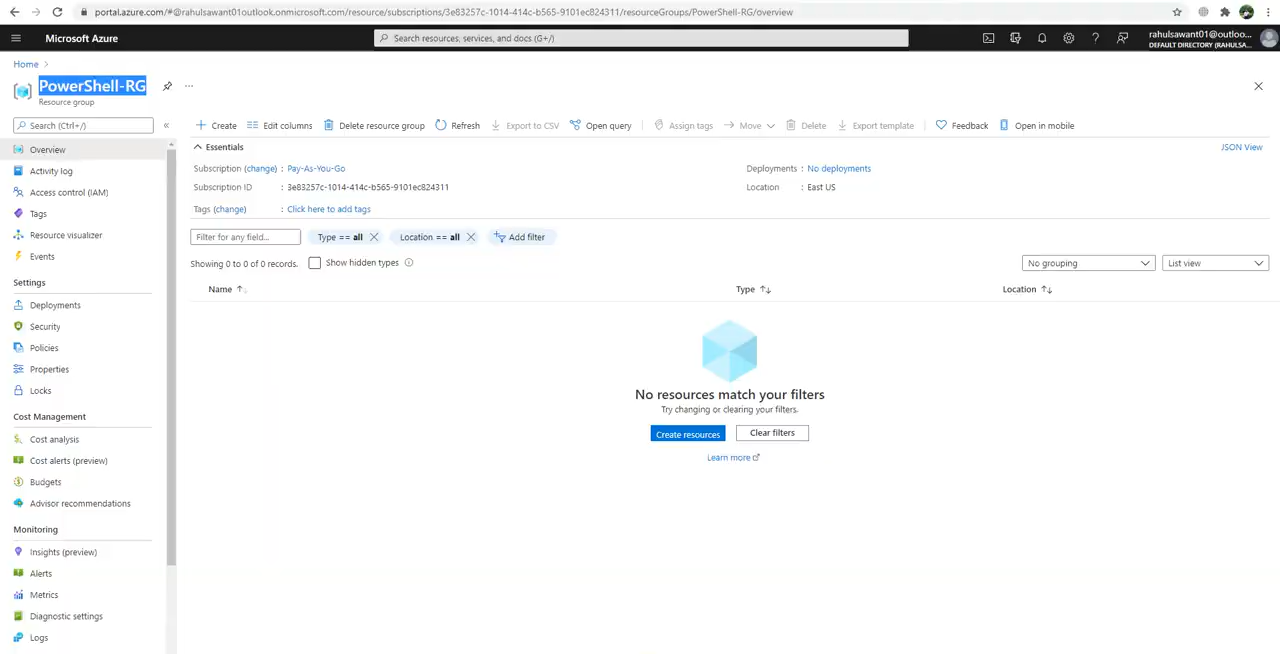 portal.azure.com/#@rahulsawant01outlook.onmicrosoft.com/resource/subscriptions/3e83257c-1014-414c-b565-9101ec824311/resourceGroups/PowerShell-RG/overview
Microsoft Azure
Search resources, services, and docs (G+/)
rahulsawant01@outloo...
DEFAULT DIRECTORY (RAHULSA...
Home >
PowerShell-RG
Resource group
Search (Ctrl+/)
«
Create
Edit columns
Delete resource group
Refresh
Export to CSV
Open query
Assign tags
Move
Delete
Export template
Feedback
Open in mobile
Overview
Activity log
Access control (IAM)
Tags
Resource visualizer
Events
Settings
Deployments
Security
Policies
Properties
Locks
Cost Management
Cost analysis
Cost alerts (preview)
Budgets
Advisor recommendations
Monitoring
Insights (preview)
Alerts
Metrics
Diagnostic settings
Logs
Essentials
JSON View
Subscription (change) : Pay-As-You-Go
Deployments : No deployments
Subscription ID : 3e83257c-1014-414c-b565-9101ec824311
Location : East US
Tags (change) : Click here to add tags
Filter for any field...
Type == all
Location == all
Add filter
Showing 0 to 0 of 0 records.
Show hidden types
No grouping
List view
Name
Type
Location
No resources match your filters
Try changing or clearing your filters.
Create resources
Clear filters
Learn more